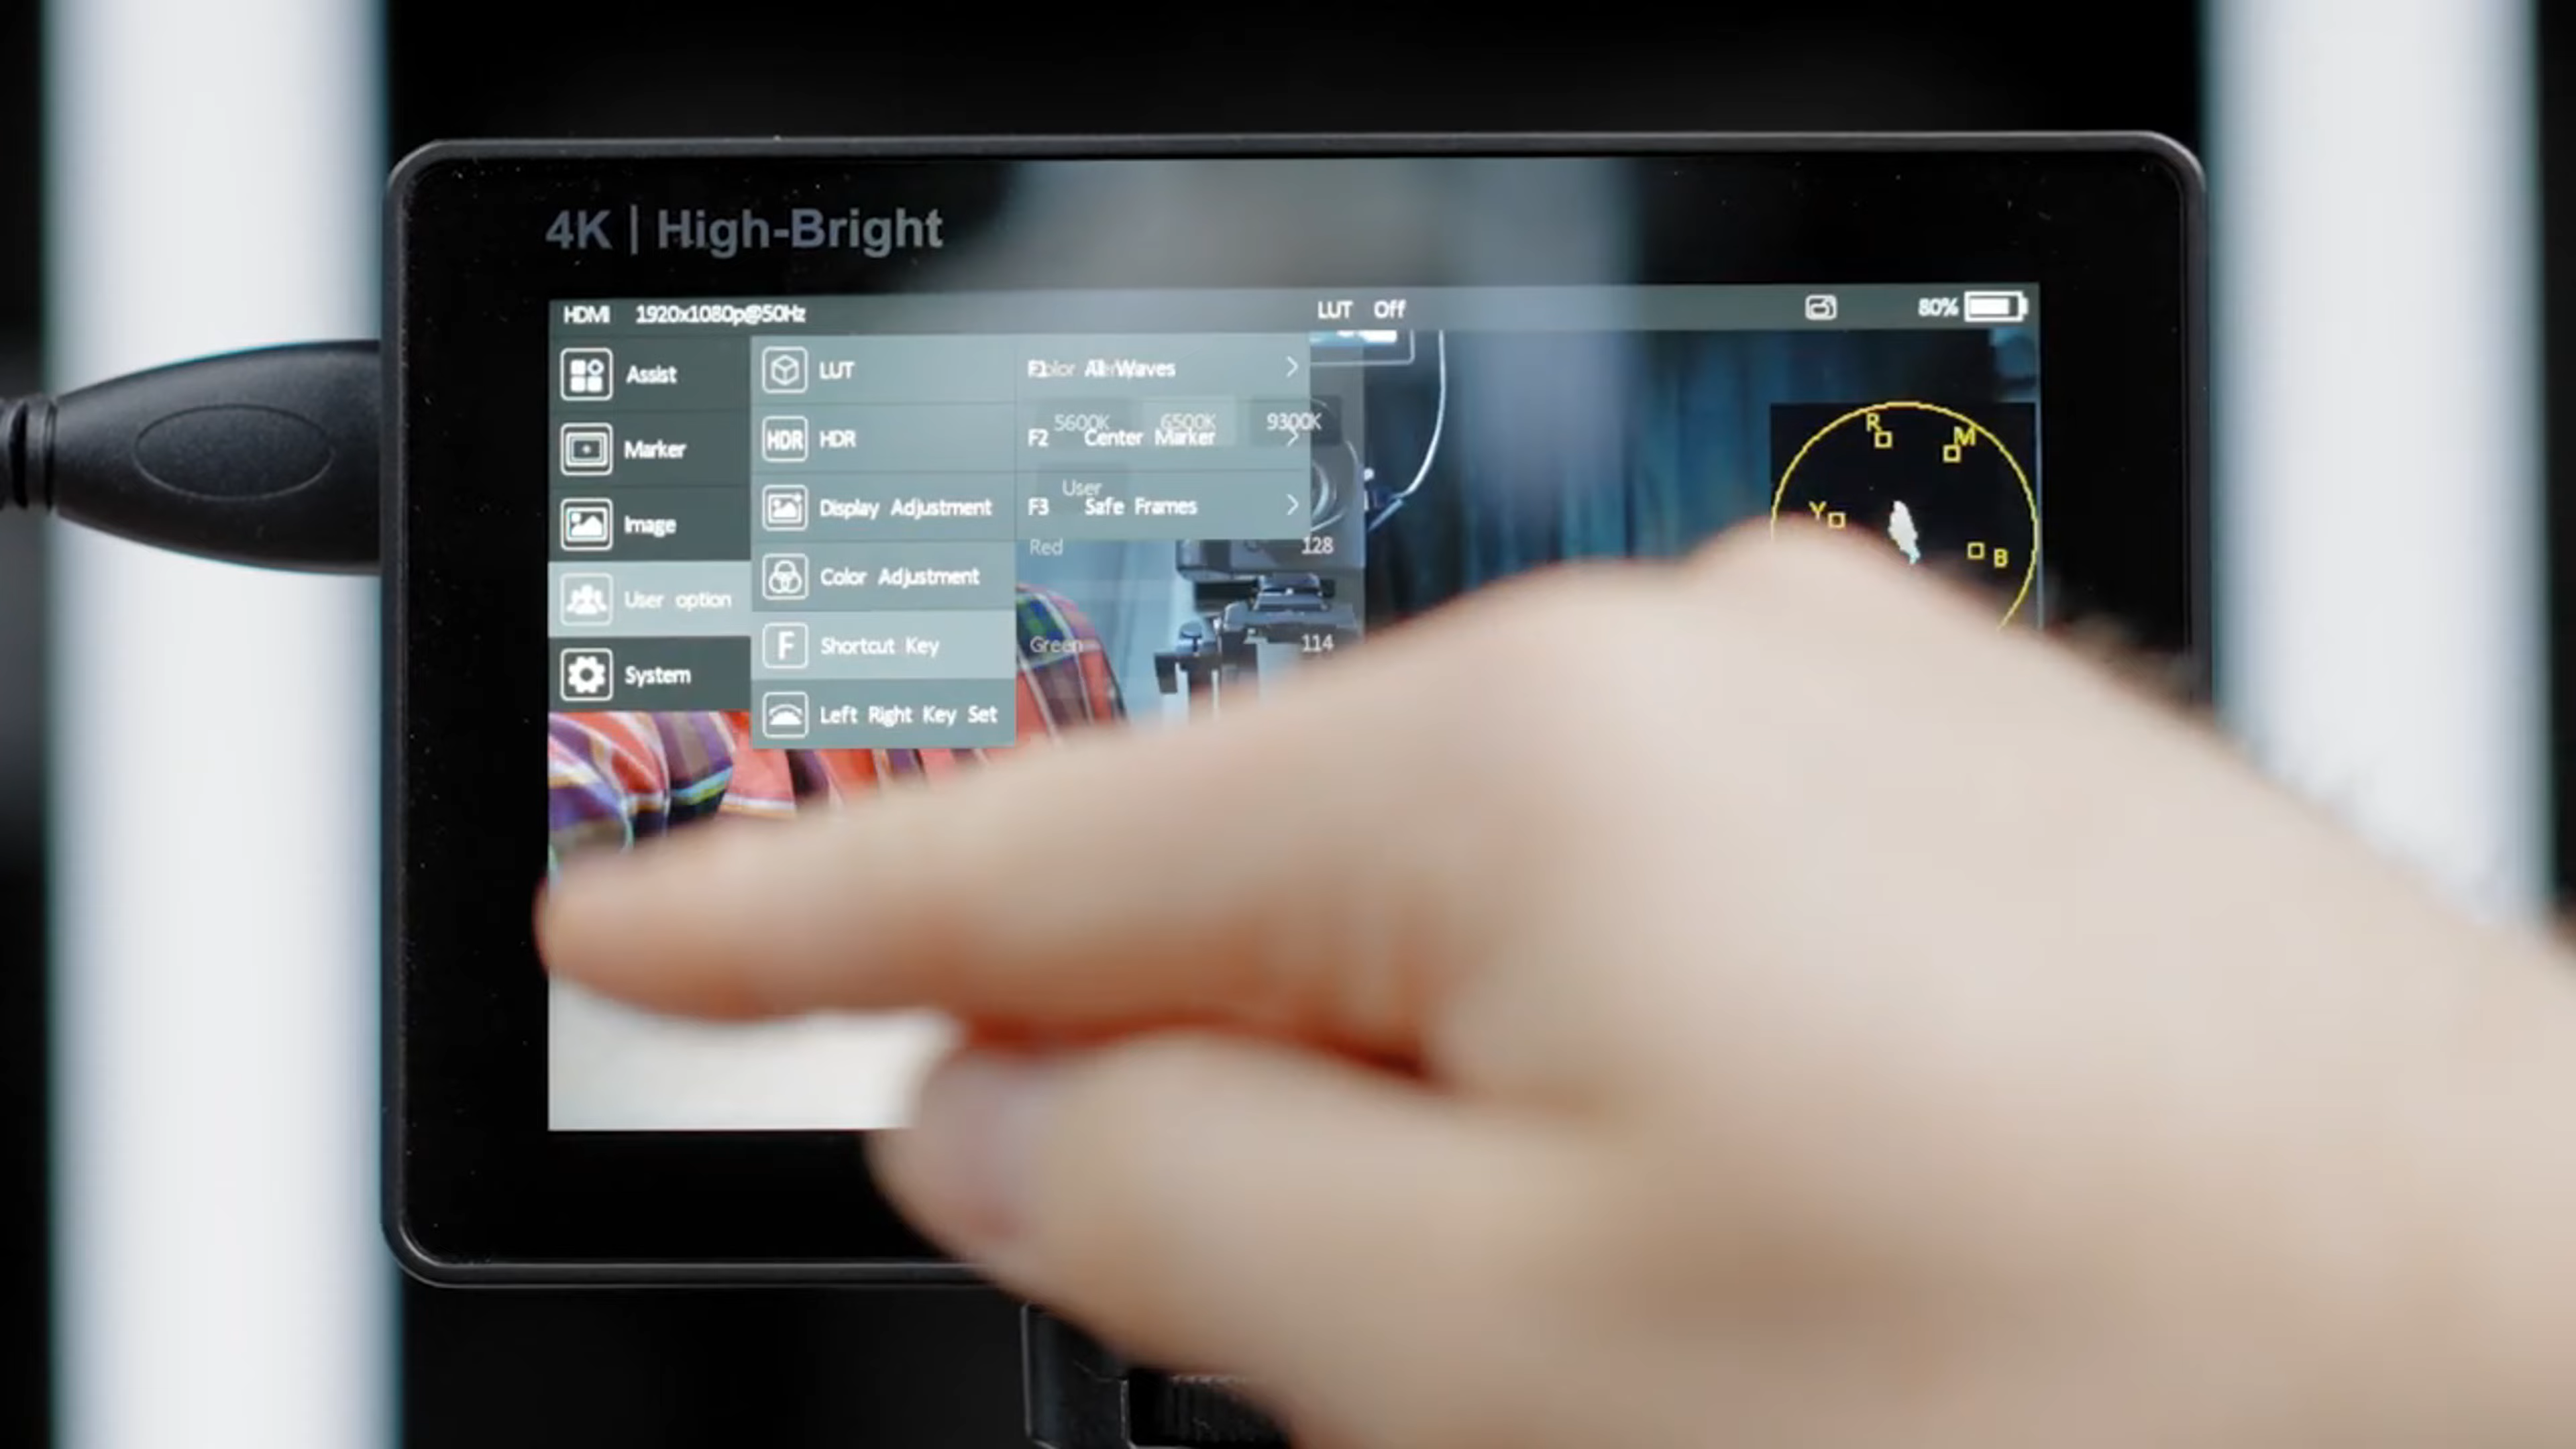 4K | High-Bright
HDMI 1920x1080p@50Hz LUT Off 80%
Assist
Marker
Image
User option
System
LUT
HDR HDR
Display Adjustment
Color Adjustment
F Shortcut Key
Left Right Key Set
F1 All Waves
5600K 6500K 9300K
F2 Center Marker
User
F3 Safe Frames
Red 128
Green 114
R
M
Y
B